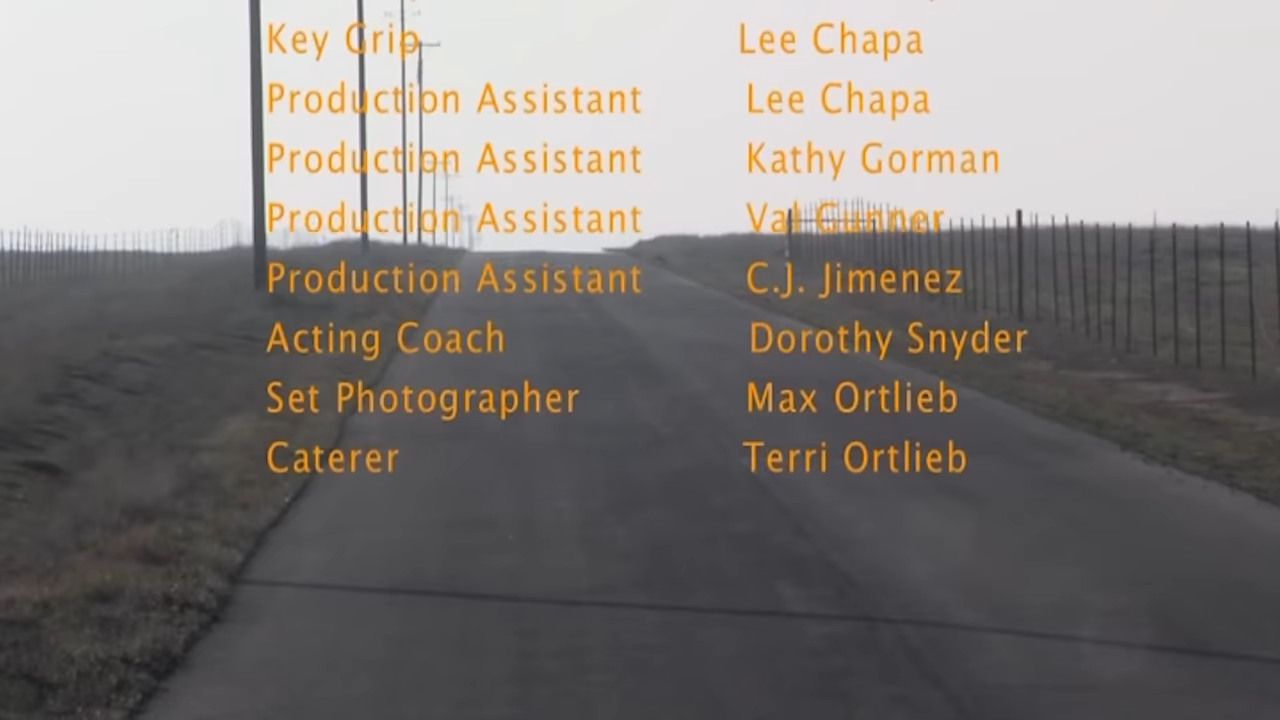 Key Grip Lee Chapa
Production Assistant Lee Chapa
Production Assistant Kathy Gorman
Production Assistant Val Gunner
Production Assistant C.J. Jimenez
Acting Coach Dorothy Snyder
Set Photographer Max Ortlieb
Caterer Terri Ortlieb